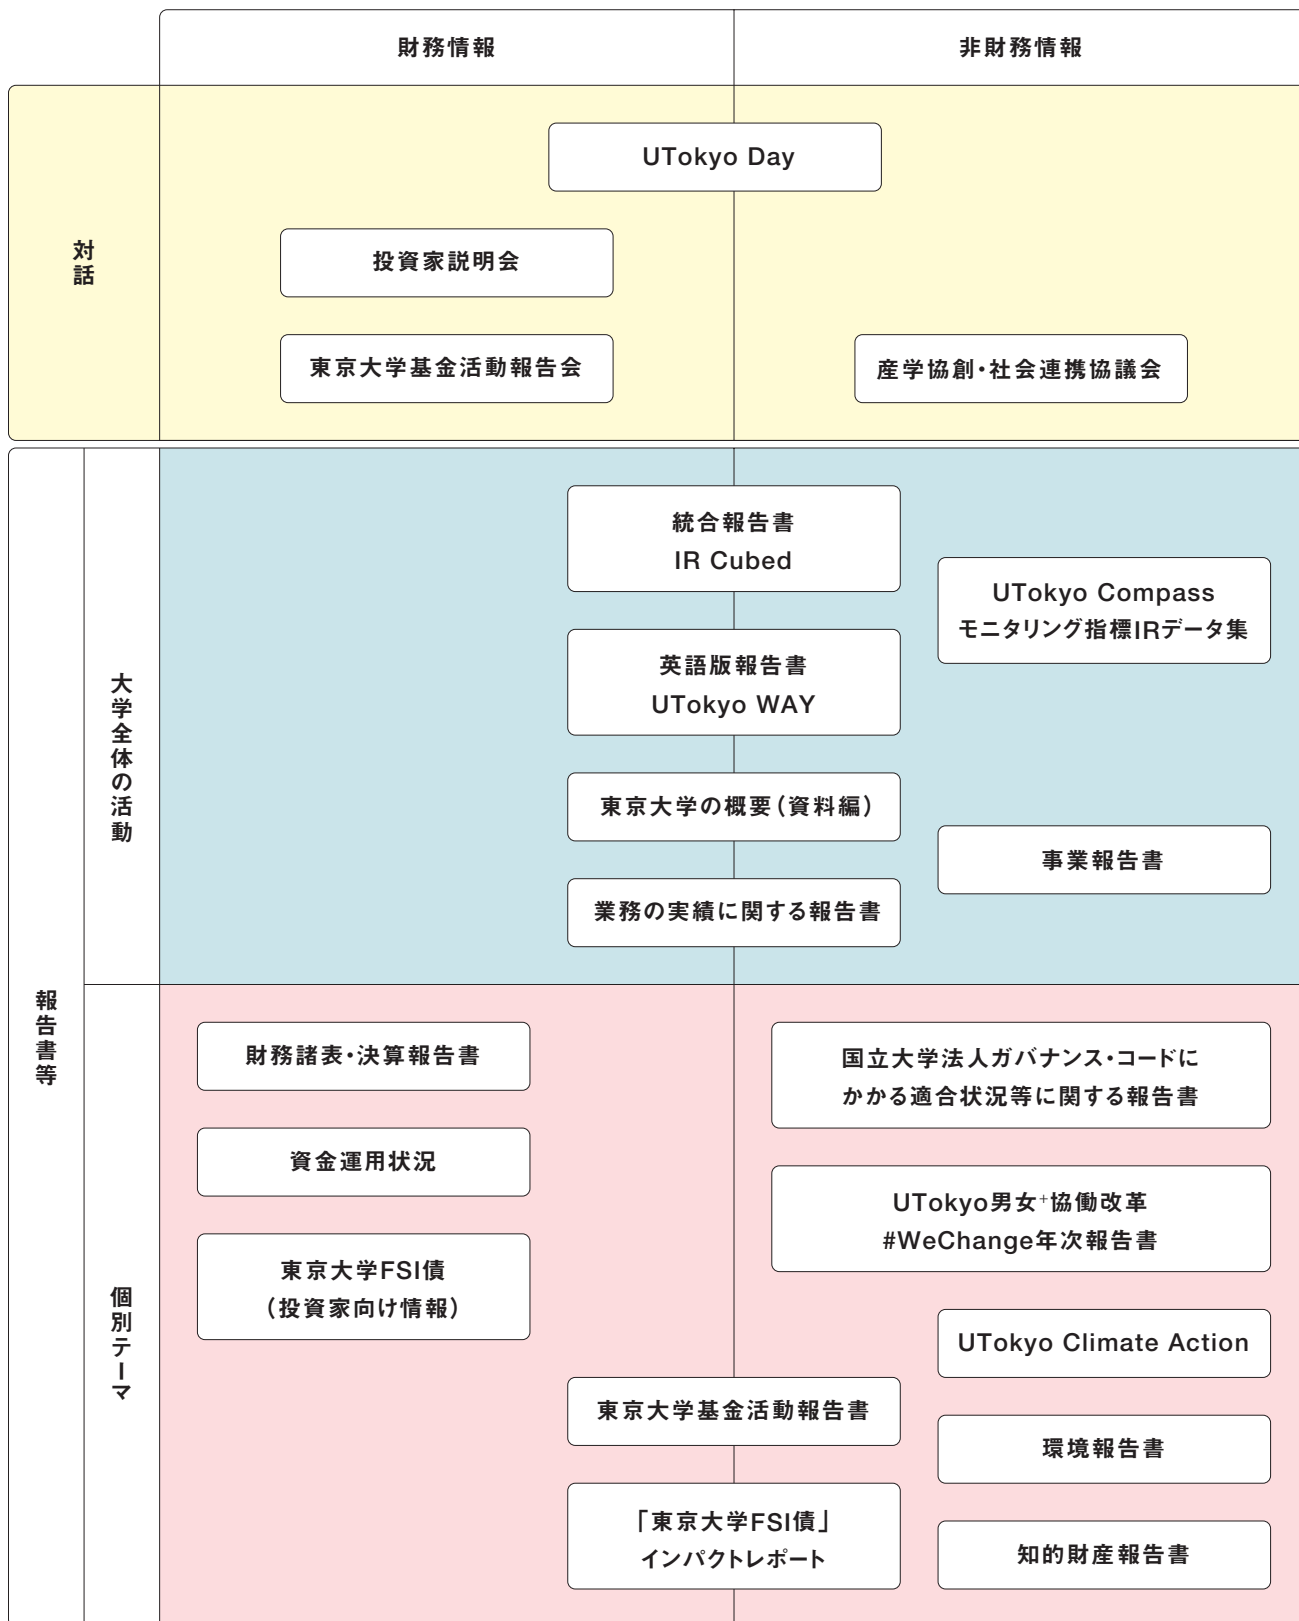 財務情報
非財務情報
対話
UTokyo Day
投資家説明会
東京大学基金活動報告会
産学協創・社会連携協議会
報告書等
大学全体の活動
統合報告書
IR Cubed
UTokyo Compass
モニタリング指標IRデータ集
英語版報告書
UTokyo WAY
東京大学の概要（資料編）
事業報告書
業務の実績に関する報告書
個別テーマ
財務諸表・決算報告書
国立大学法人ガバナンス・コードに
かかる適合状況等に関する報告書
資金運用状況
UTokyo男女⁺協働改革
#WeChange年次報告書
東京大学FSI債
（投資家向け情報）
UTokyo Climate Action
東京大学基金活動報告書
環境報告書
「東京大学FSI債」
インパクトレポート
知的財産報告書